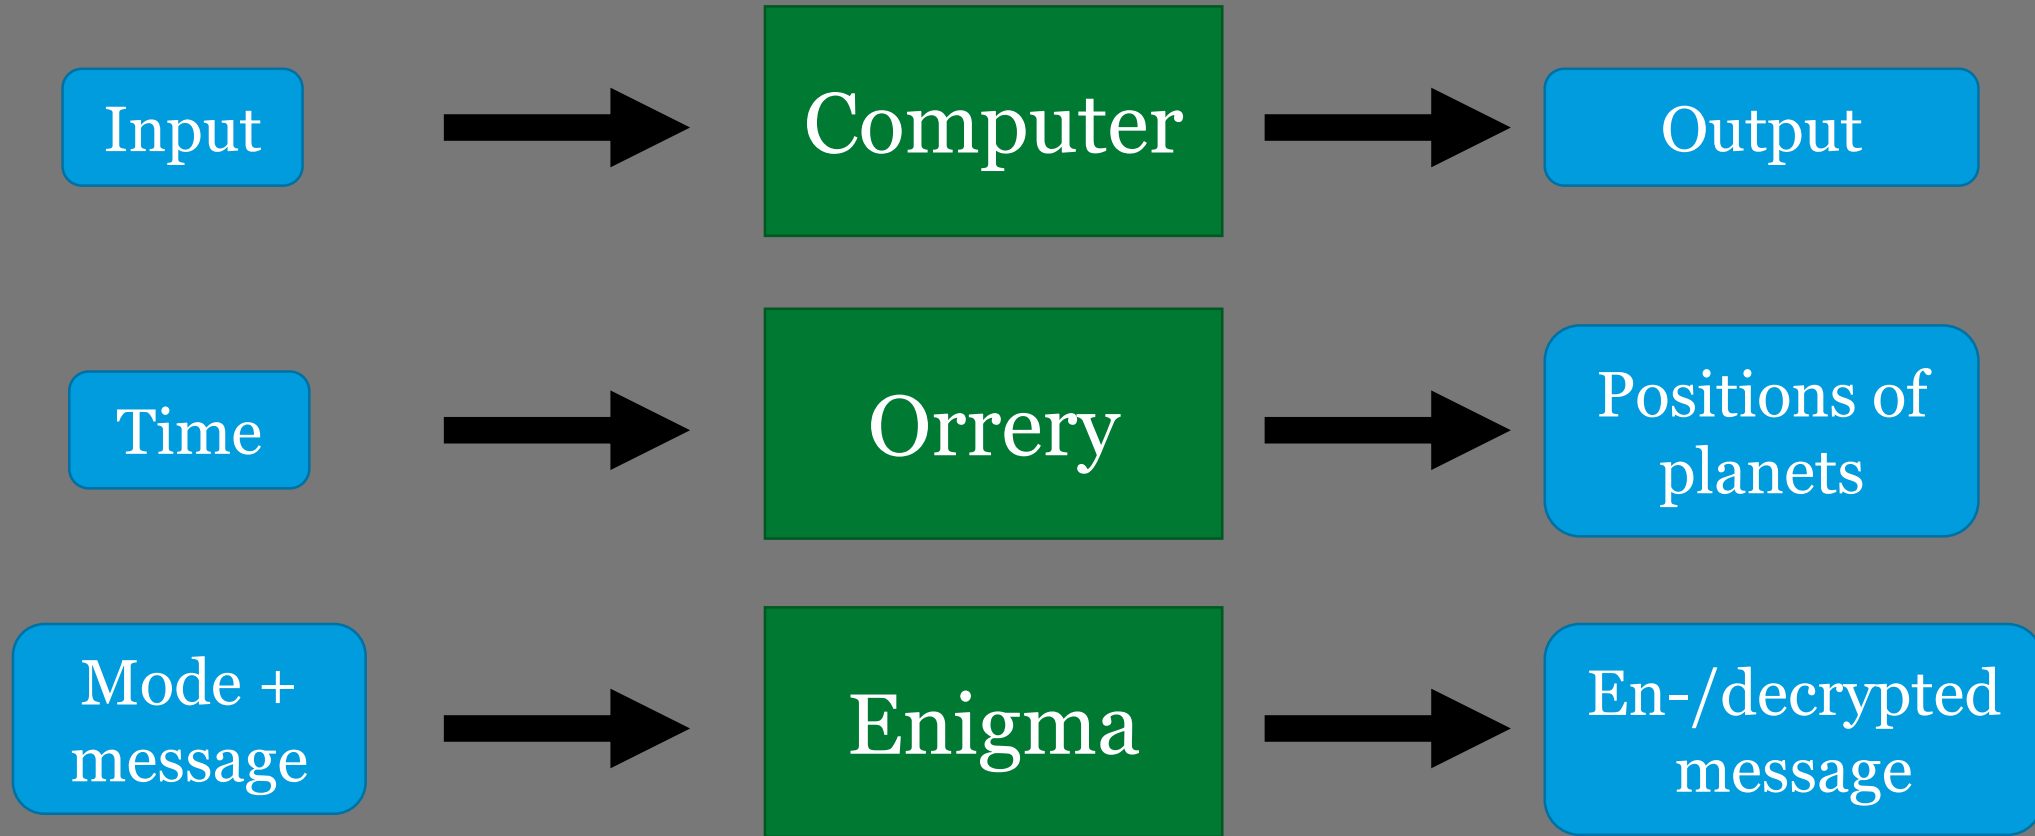 Input
Computer
Output
Time
Orrery
Positions of
planets
Mode +
message
Enigma
En-/decrypted
message